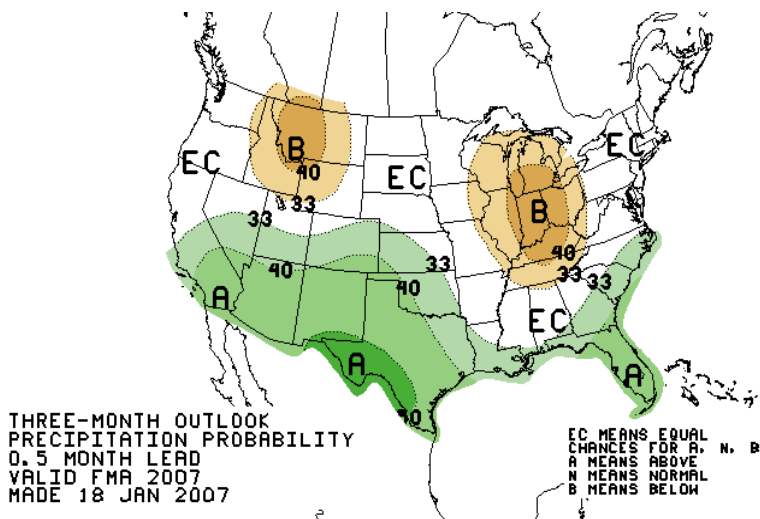 B
EC
40
EC
EC
33
B
33
40
33
40
33
33
40
A
EC
A
A
50
THREE-MONTH OUTLOOK
PRECIPITATION PROBABILITY
0.5 MONTH LEAD
VALID FMA 2007
MADE 18 JAN 2007
EC MEANS EQUAL
CHANCES FOR A, N, B
A MEANS ABOVE
N MEANS NORMAL
B MEANS BELOW